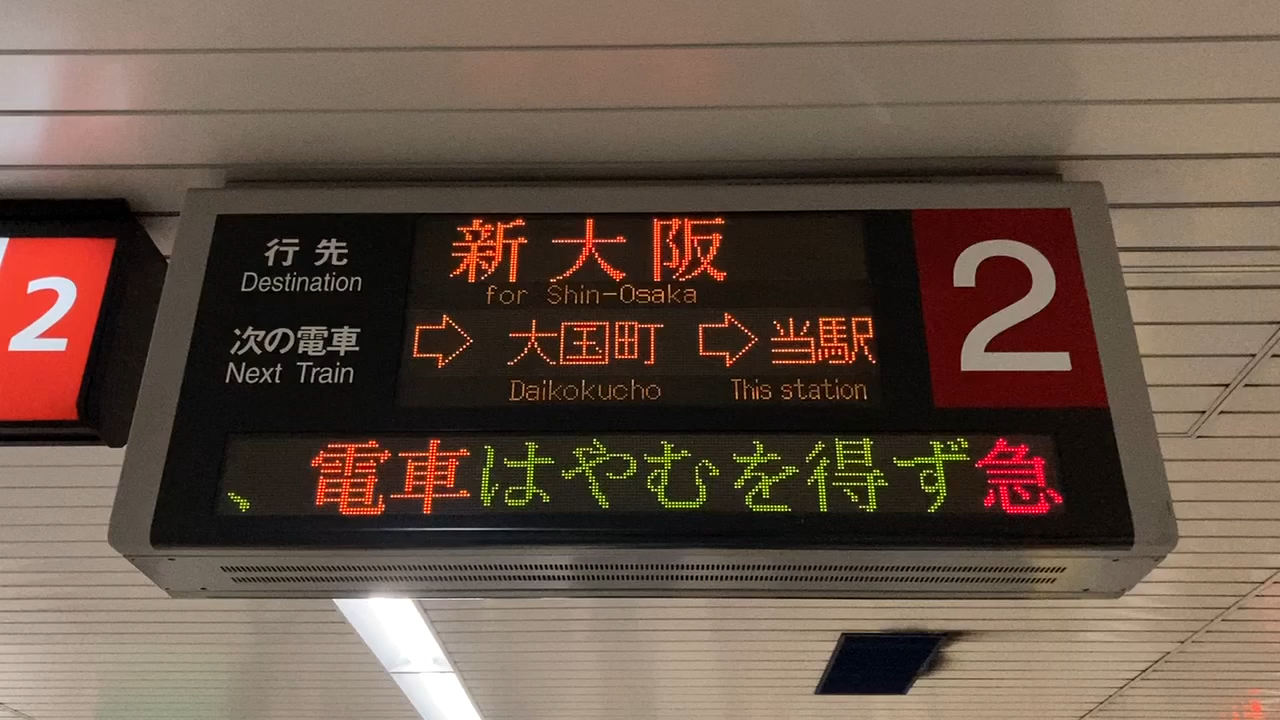 行先
Destination
新大阪
for Shin-Osaka
2
次の電車
Next Train
⇨ 大国町 ⇨ 当駅
Daikokucho This station
、電車はやむを得ず急
2